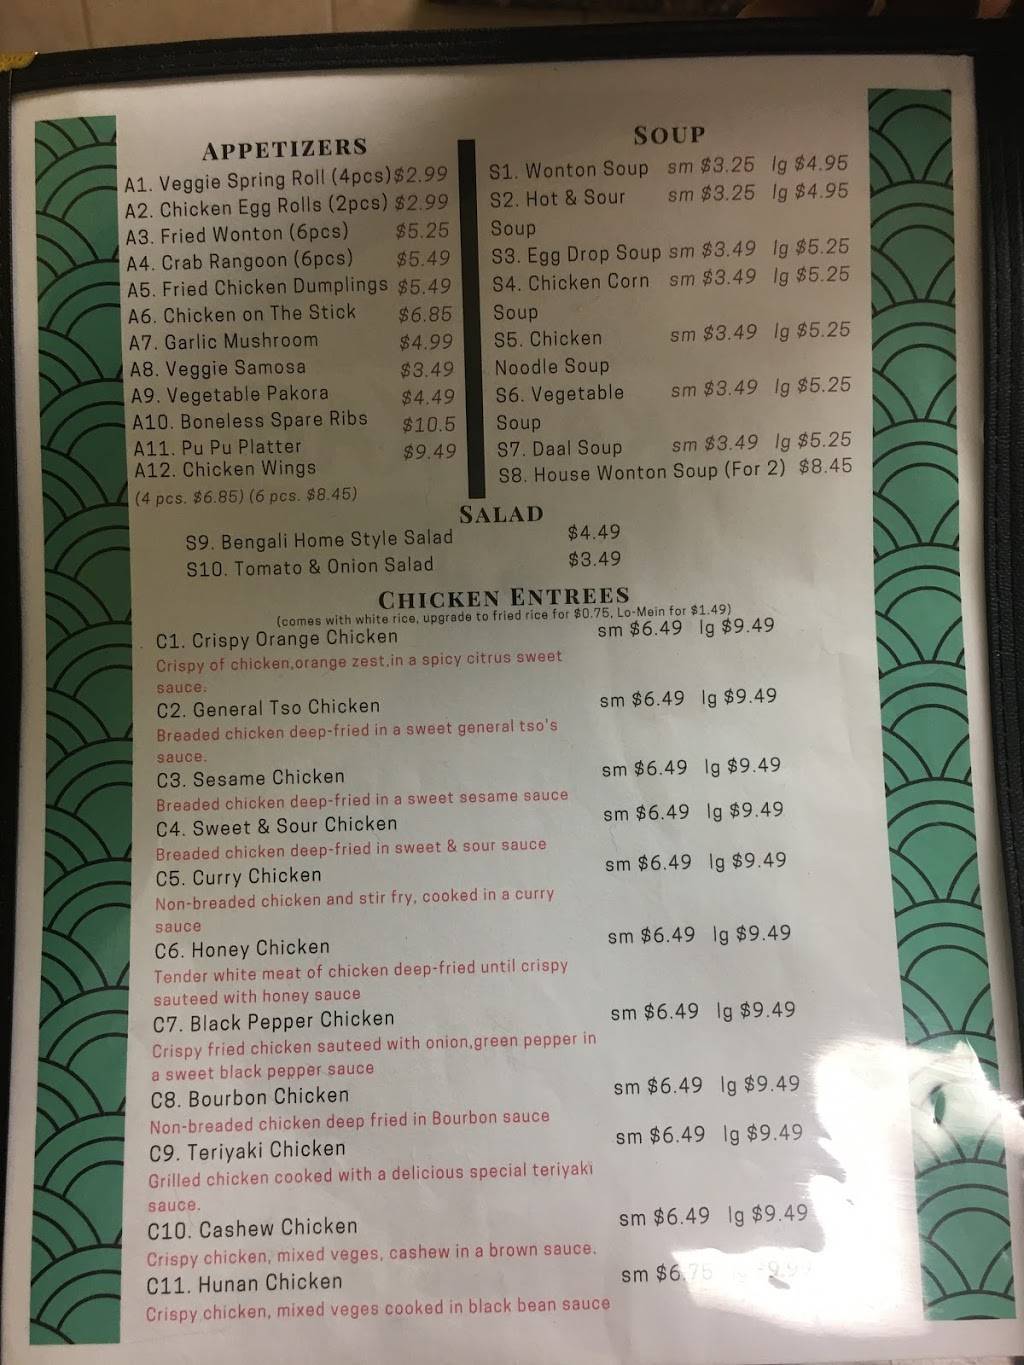 APPETIZERS
A1. Veggie Spring Roll (4pcs) $2.99
A2. Chicken Egg Rolls (2pcs) $2.99
A3. Fried Wonton (6pcs) $5.25
A4. Crab Rangoon (6pcs) $5.49
A5. Fried Chicken Dumplings $5.49
A6. Chicken on The Stick $6.85
A7. Garlic Mushroom $4.99
A8. Veggie Samosa $3.49
A9. Vegetable Pakora $4.49
A10. Boneless Spare Ribs $10.5
A11. Pu Pu Platter $9.49
A12. Chicken Wings
(4 pcs. $6.85) (6 pcs. $8.45)
SOUP
S1. Wonton Soup sm $3.25 lg $4.95
S2. Hot & Sour sm $3.25 lg $4.95
Soup
S3. Egg Drop Soup sm $3.49 lg $5.25
S4. Chicken Corn sm $3.49 lg $5.25
Soup
S5. Chicken sm $3.49 lg $5.25
Noodle Soup
S6. Vegetable sm $3.49 lg $5.25
Soup
S7. Daal Soup sm $3.49 lg $5.25
S8. House Wonton Soup (For 2) $8.45
SALAD
S9. Bengali Home Style Salad $4.49
S10. Tomato & Onion Salad $3.49
CHICKEN ENTREES
(comes with white rice, upgrade to fried rice for $0.75, Lo-Mein for $1.49)
C1. Crispy Orange Chicken sm $6.49 lg $9.49
Crispy of chicken,orange zest,in a spicy citrus sweet
sauce.
C2. General Tso Chicken sm $6.49 lg $9.49
Breaded chicken deep-fried in a sweet general tso's
sauce.
C3. Sesame Chicken sm $6.49 lg $9.49
Breaded chicken deep-fried in a sweet sesame sauce
C4. Sweet & Sour Chicken sm $6.49 lg $9.49
Breaded chicken deep-fried in sweet & sour sauce
C5. Curry Chicken sm $6.49 lg $9.49
Non-breaded chicken and stir fry, cooked in a curry
sauce
C6. Honey Chicken sm $6.49 lg $9.49
Tender white meat of chicken deep-fried until crispy
sauteed with honey sauce
C7. Black Pepper Chicken sm $6.49 lg $9.49
Crispy fried chicken sauteed with onion,green pepper in
a sweet black pepper sauce
C8. Bourbon Chicken sm $6.49 lg $9.49
Non-breaded chicken deep fried in Bourbon sauce
C9. Teriyaki Chicken sm $6.49 lg $9.49
Grilled chicken cooked with a delicious special teriyaki
sauce.
C10. Cashew Chicken sm $6.49 lg $9.49
Crispy chicken, mixed veges, cashew in a brown sauce.
C11. Hunan Chicken sm $6.75
Crispy chicken, mixed veges cooked in black bean sauce